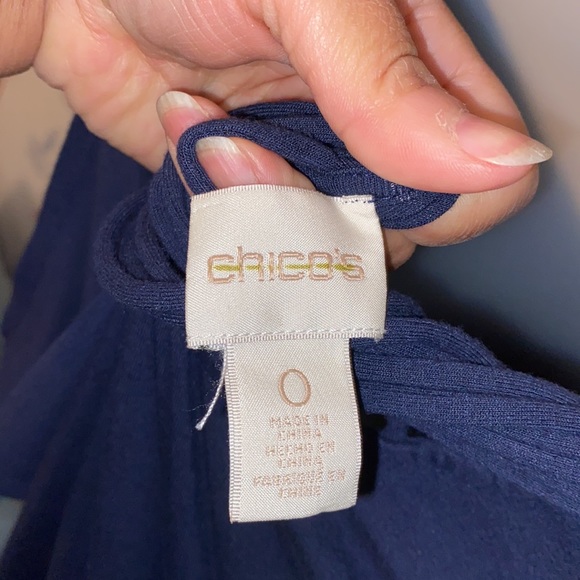 chico's
0
MADE IN
CHINA
HECHO EN
CHINA
FABRIQUÉ EN
CHINE